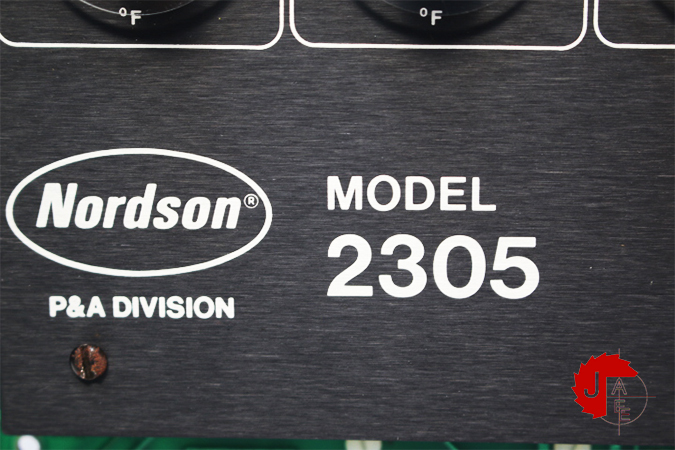 °F
°F
Nordson®
P&A DIVISION
MODEL
2305
J